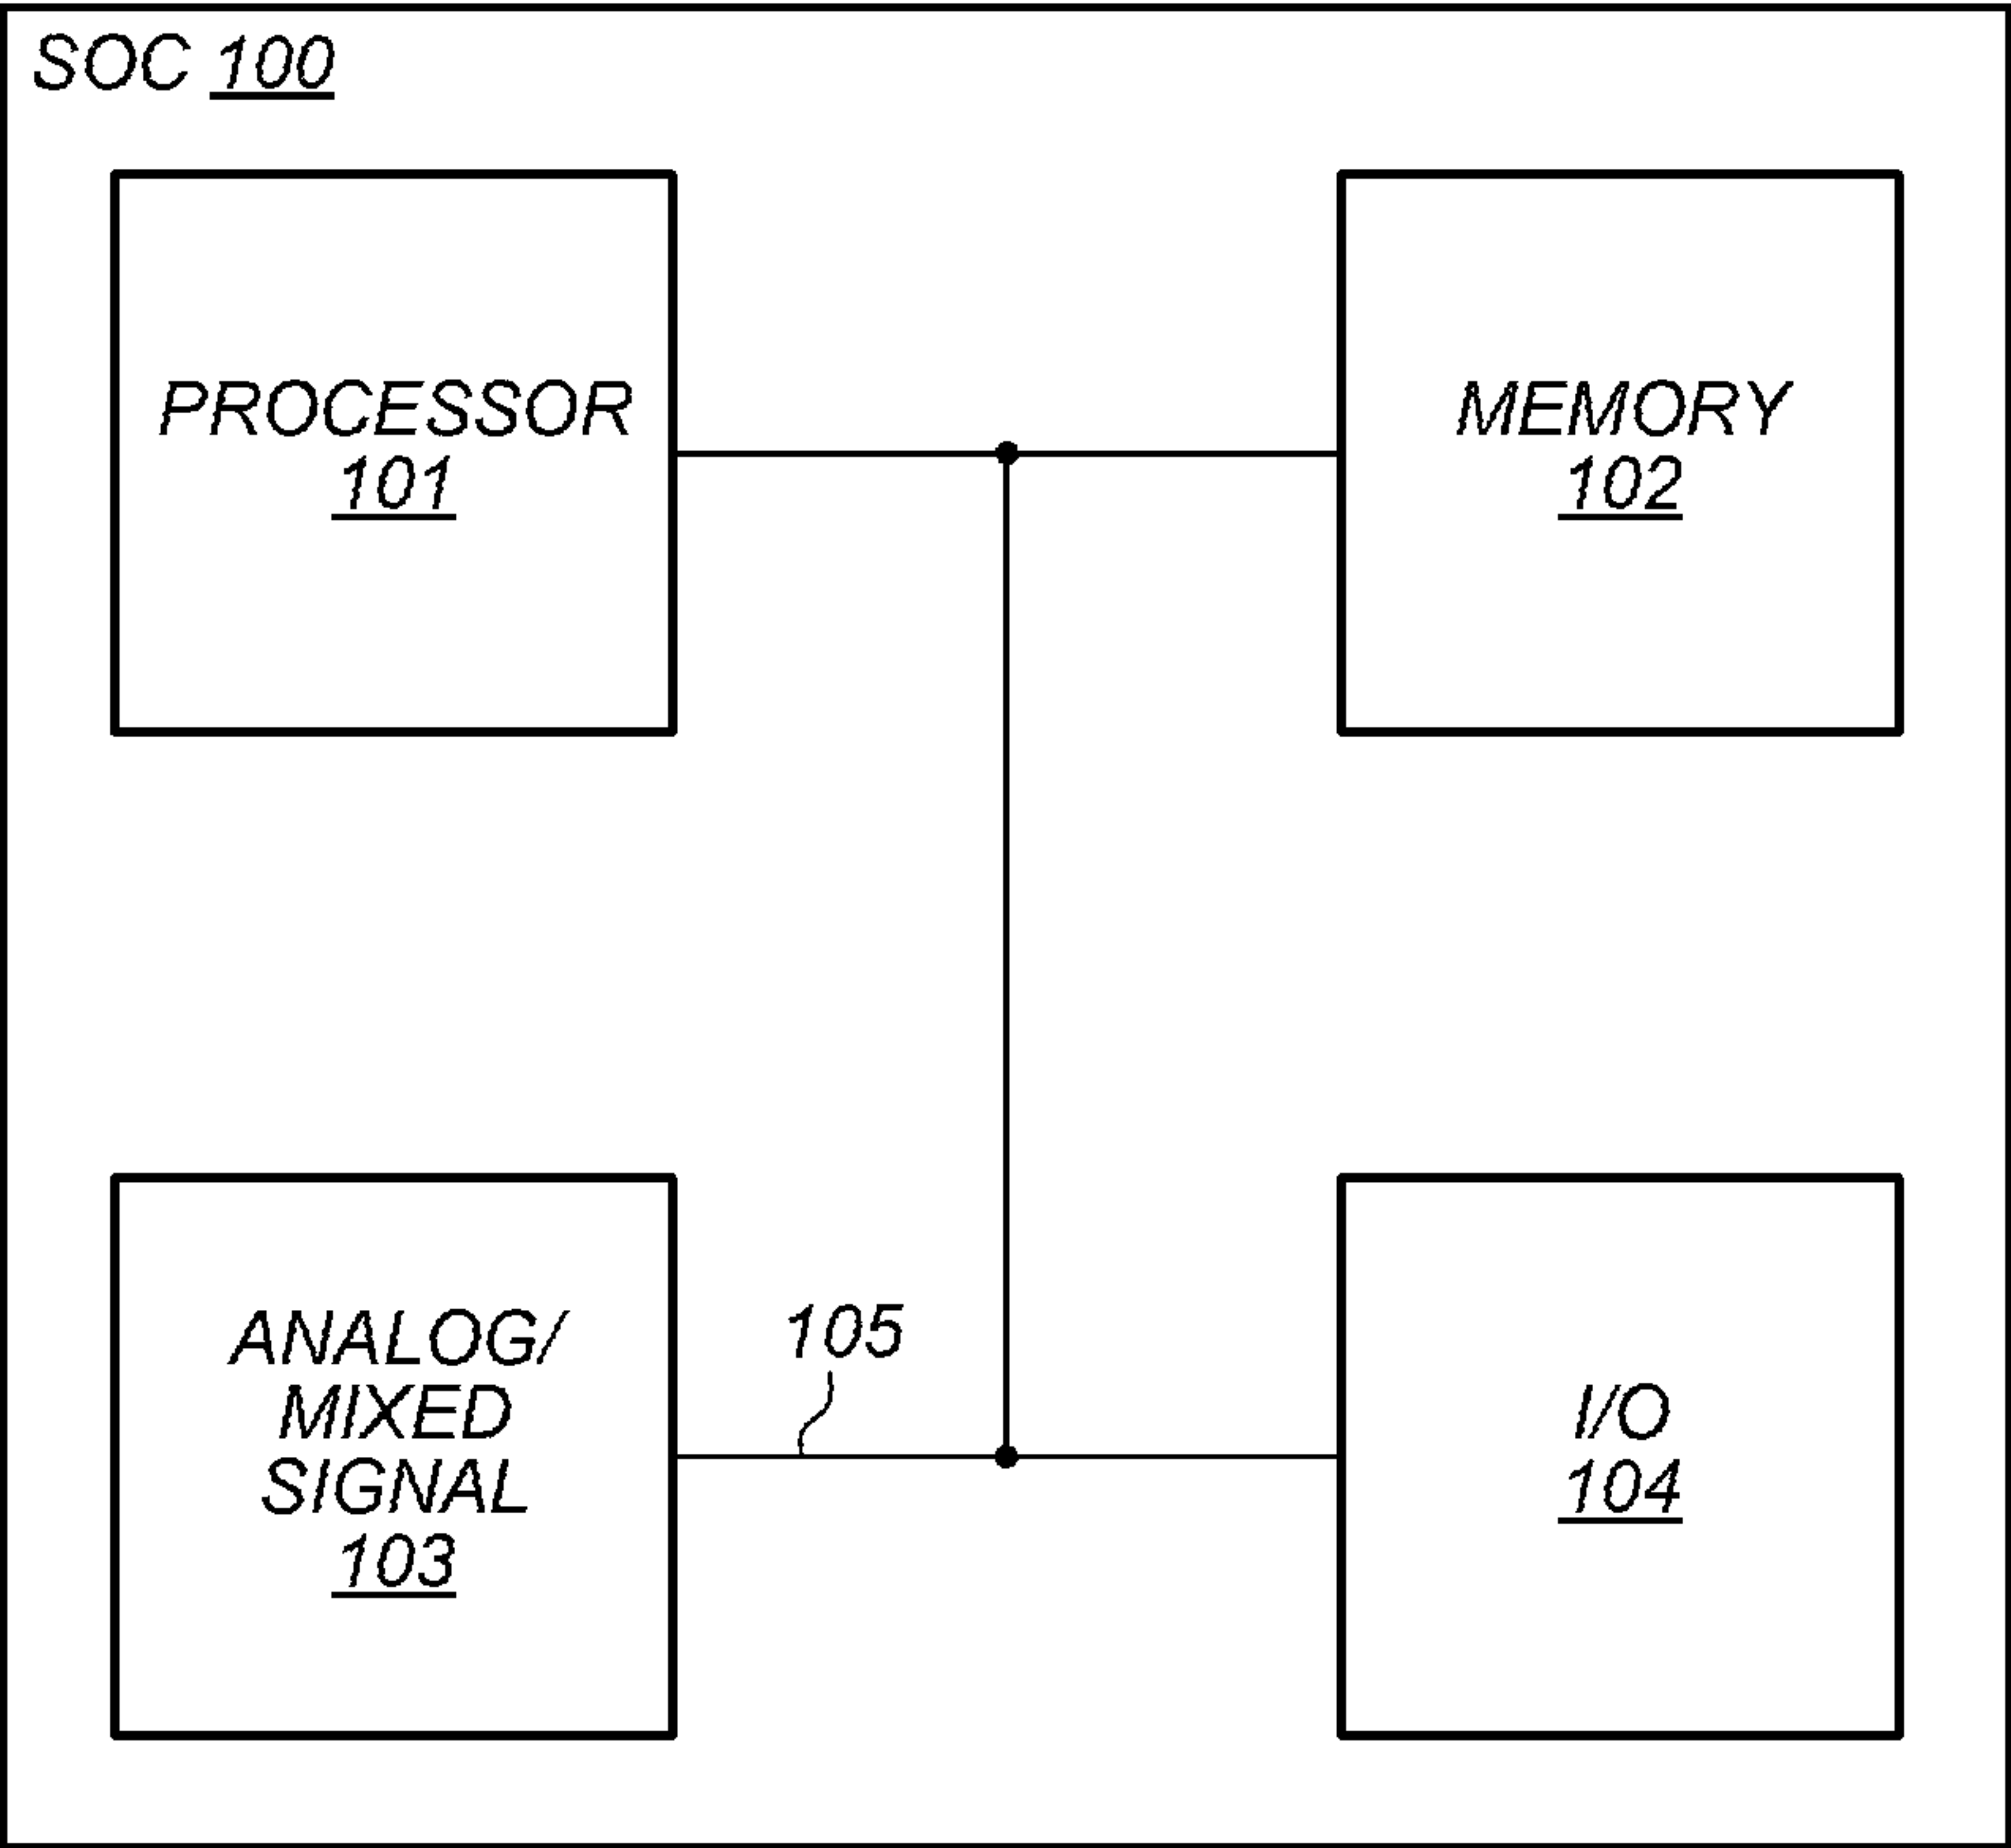 SOC 100
PROCESSOR
101
MEMORY
102
ANALOG/
MIXED
SIGNAL
103
105
I/O
104